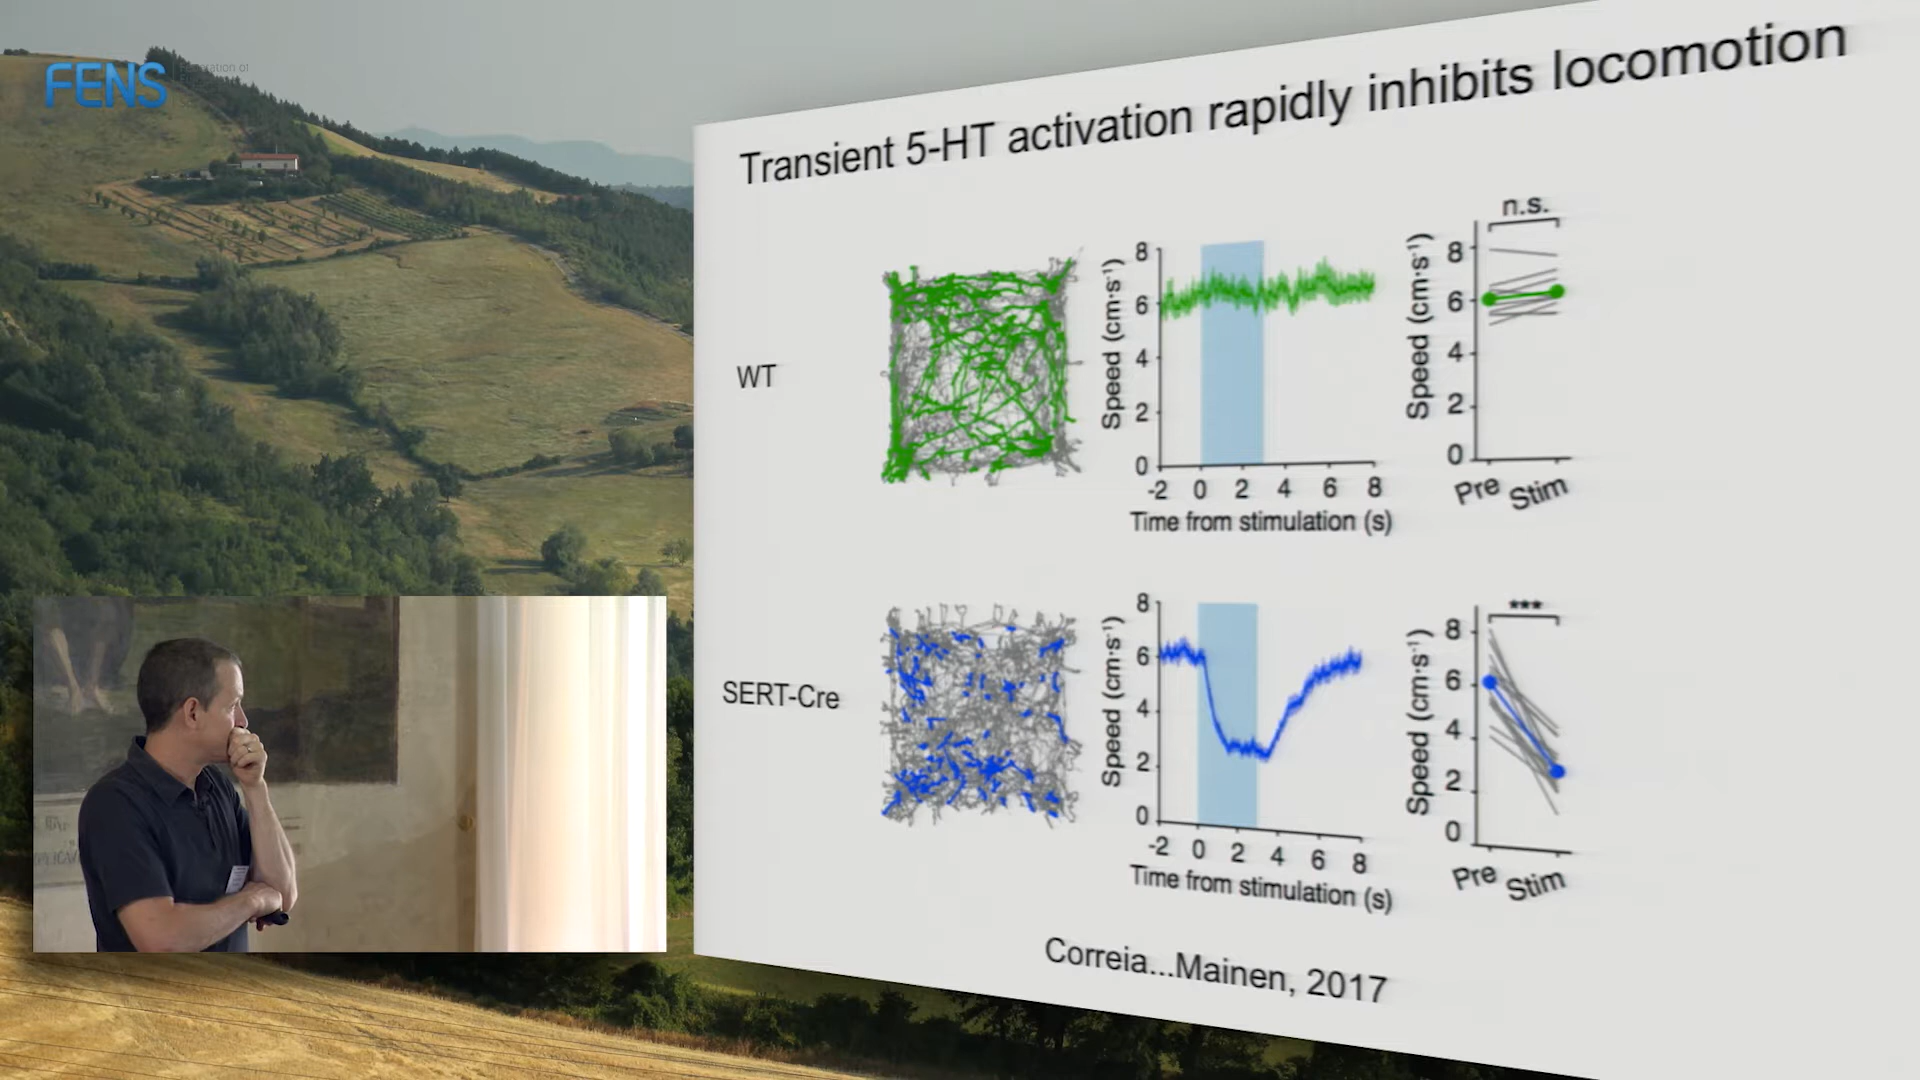 FENS
Transient 5-HT activation rapidly inhibits locomotion
WT
Speed (cm·s⁻¹)
8
6
4
2
0
-2 0 2 4 6 8
Time from stimulation (s)
n.s.
Speed (cm·s⁻¹)
8
6
4
2
0
Pre Stim
SERT-Cre
Speed (cm·s⁻¹)
8
6
4
2
0
-2 0 2 4 6 8
Time from stimulation (s)
***
Speed (cm·s⁻¹)
8
6
4
2
0
Pre Stim
Correia...Mainen, 2017